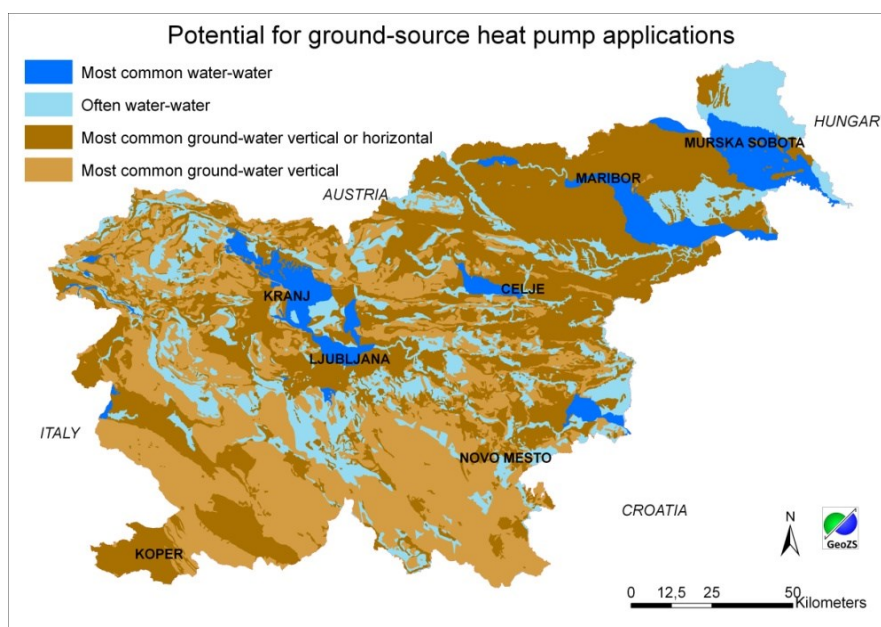 Potential for ground-source heat pump applications
Most common water-water
Often water-water
Most common ground-water vertical or horizontal
Most common ground-water vertical
HUNGAR
MURSKA SOBOTA
MARIBOR
AUSTRIA
KRANJ
CELJE
LJUBLJANA
ITALY
NOVO MESTO
CROATIA
N
GeoZS
KOPER
0 12,5 25 50
Kilometers